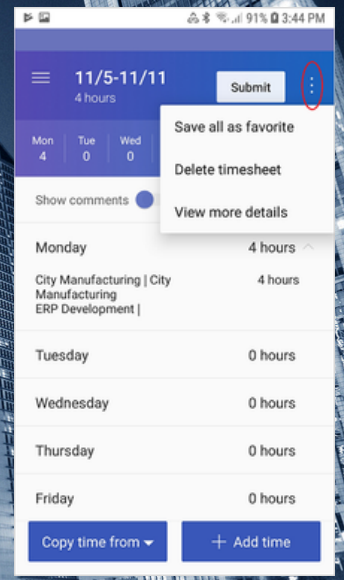 91% 3:44 PM
11/5-11/11
4 hours
Submit
Mon Tue Wed
4 0 0
Save all as favorite
Delete timesheet
View more details
Show comments
Monday 4 hours
City Manufacturing | City 4 hours
Manufacturing
ERP Development |
Tuesday 0 hours
Wednesday 0 hours
Thursday 0 hours
Friday 0 hours
Copy time from + Add time